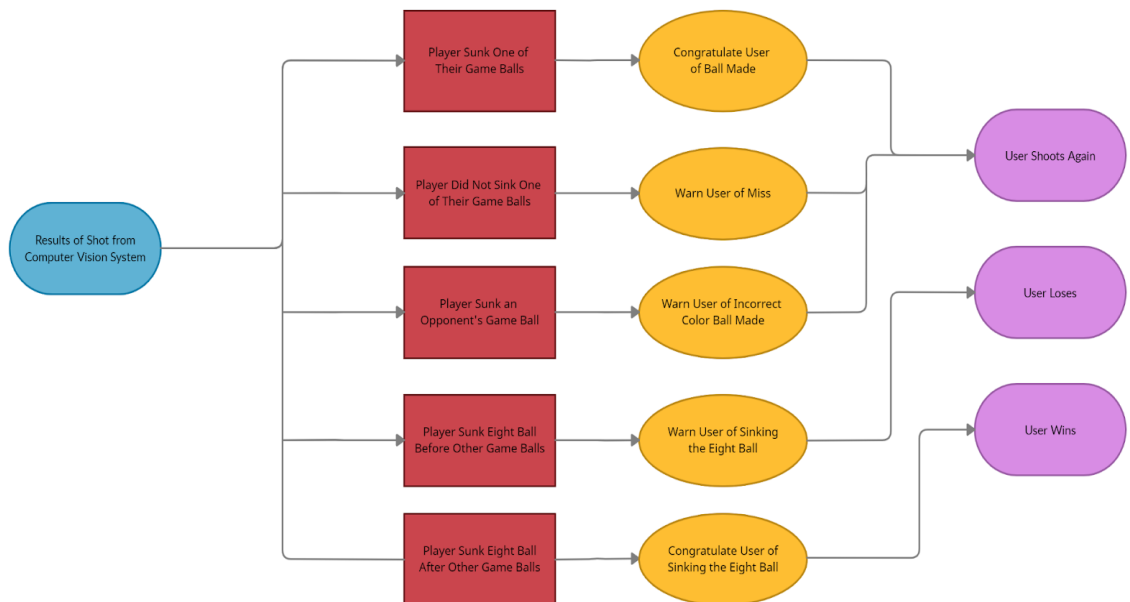 Player Sunk One of
Their Game Balls
Congratulate User
of Ball Made
User Shoots Again
Player Did Not Sink One
of Their Game Balls
Warn User of Miss
Results of Shot from
Computer Vision System
Player Sunk an
Opponent's Game Ball
Warn User of Incorrect
Color Ball Made
User Loses
Player Sunk Eight Ball
Before Other Game Balls
Warn User of Sinking
the Eight Ball
User Wins
Player Sunk Eight Ball
After Other Game Balls
Congratulate User of
Sinking the Eight Ball